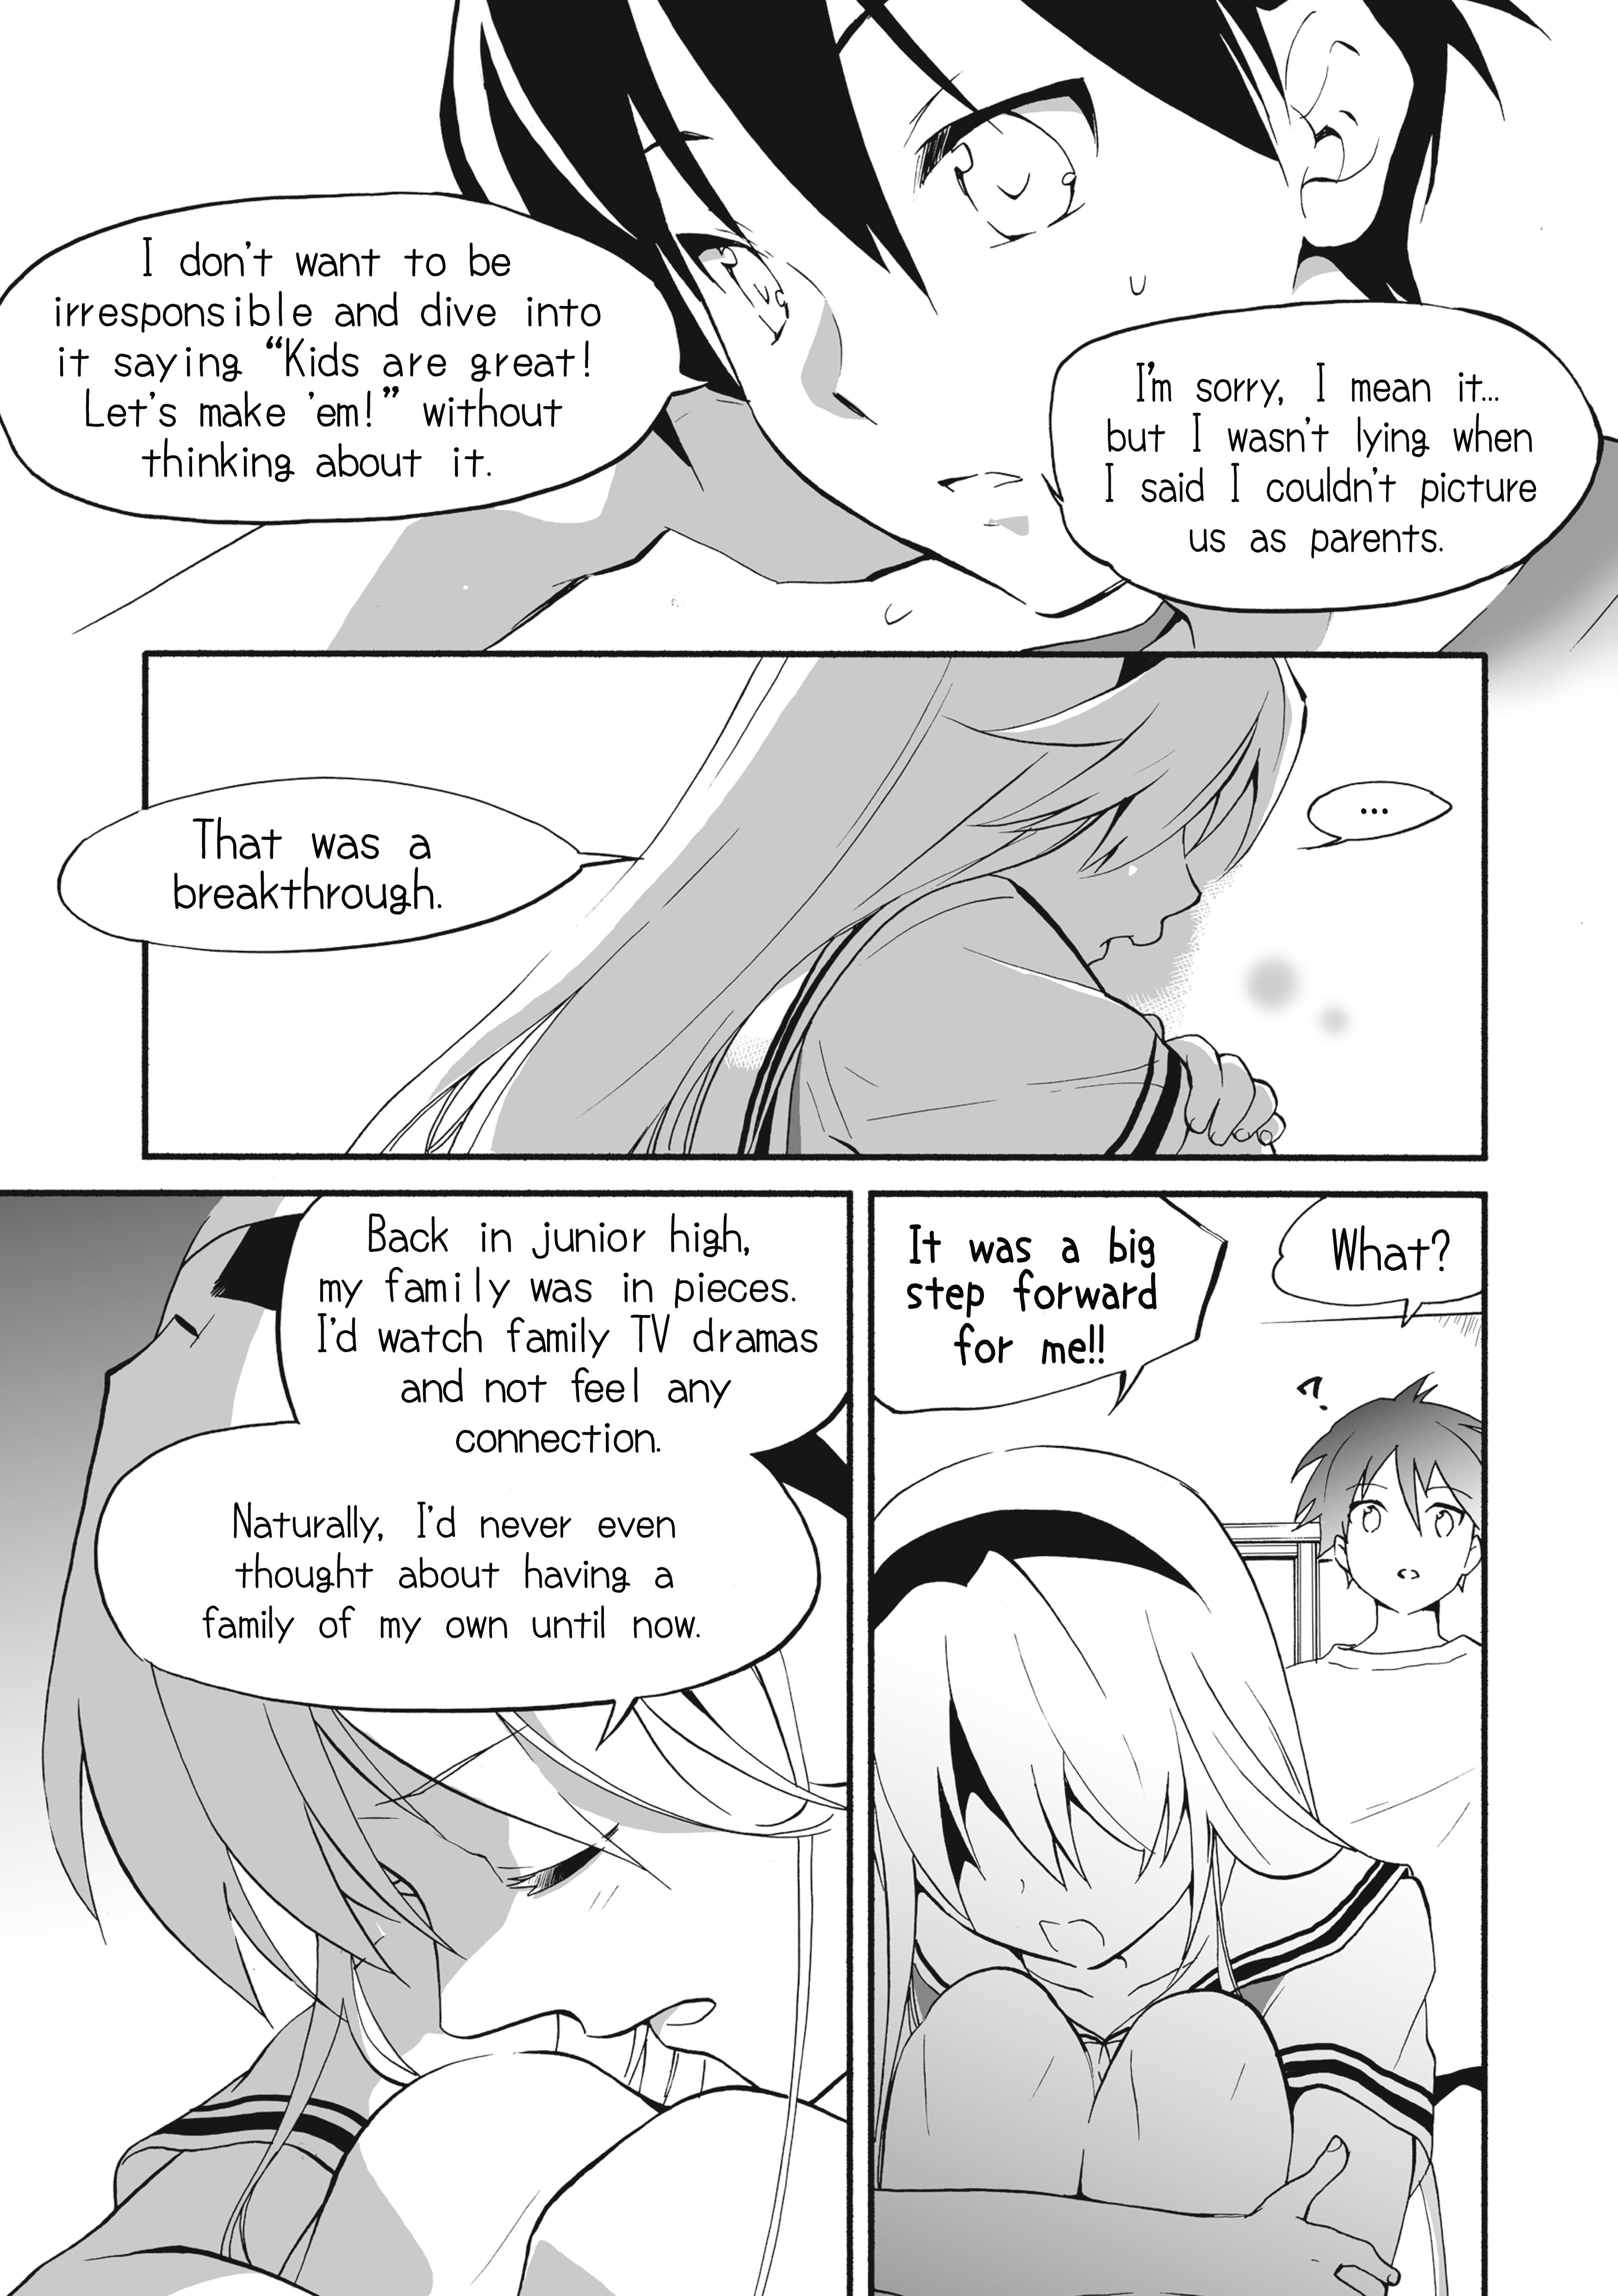 I'm sorry, I mean it...
but I wasn't lying when
I said I couldn't picture
us as parents.
I don't want to be
irresponsible and dive into
it saying “Kids are great!
Let's make 'em!” without
thinking about it.
...
That was a
breakthrough.
What?
?
It was a big
step forward
for me!!
Back in junior high,
my family was in pieces.
I'd watch family TV dramas
and not feel any
connection.
Naturally, I'd never even
thought about having a
family of my own until now.